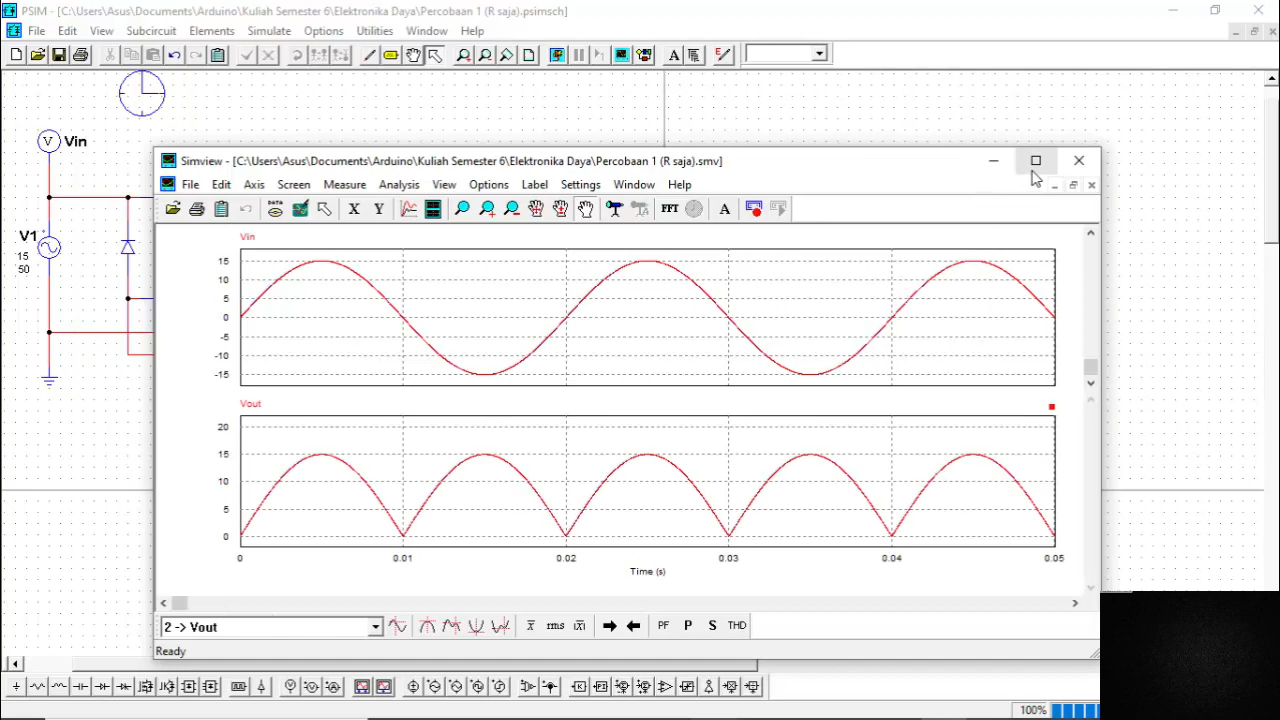 PSIM - [C:\Users\Asus\Documents\Arduino\Kuliah Semester 6\Elektronika Daya\Percobaan 1 (R saja).psimsch]
File Edit View Subcircuit Elements Simulate Options Utilities Window Help
V Vin
V1
15
50
Simview - [C:\Users\Asus\Documents\Arduino\Kuliah Semester 6\Elektronika Daya\Percobaan 1 (R saja).smv]
File Edit Axis Screen Measure Analysis View Options Label Settings Window Help
DATA X Y FFT A
Vin
15
10
5
0
-5
-10
-15
Vout
20
15
10
5
0
0 0.01 0.02 0.03 0.04 0.05
Time (s)
2 -> Vout x rms |x| PF P S THD
Ready
100%